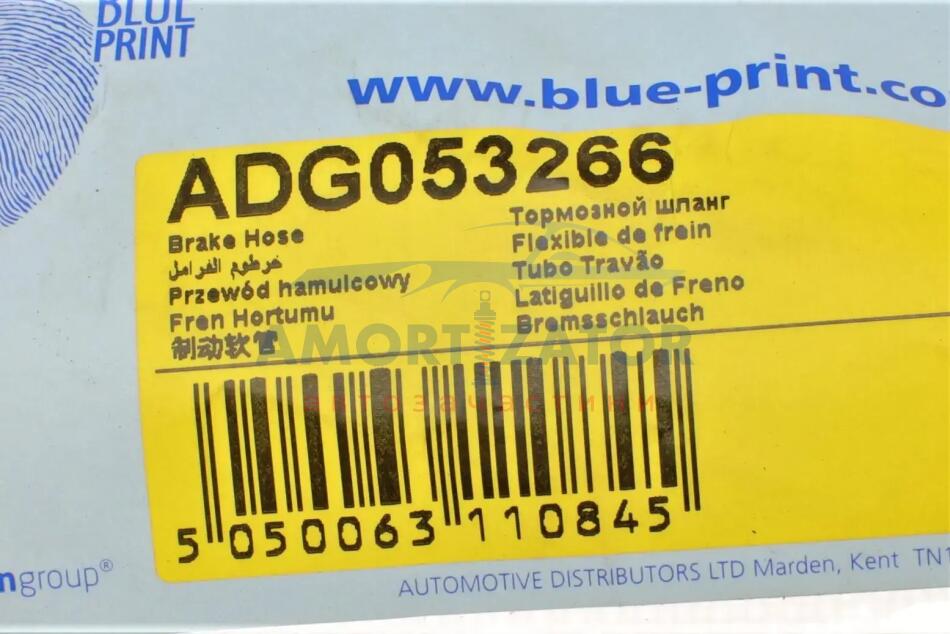 BLUE
PRINT
www.blue-print.co
ADG053266
Brake Hose
خرطوم الفرامل
Przewód hamulcowy
Fren Hortumu
制动软管
Тормозной шланг
Flexible de frein
Tubo Travão
Latiguillo de Freno
Bremsschlauch
AMORTIZATOR
автозачастини
5 050063 110845
ngroup®
AUTOMOTIVE DISTRIBUTORS LTD Marden, Kent TN1